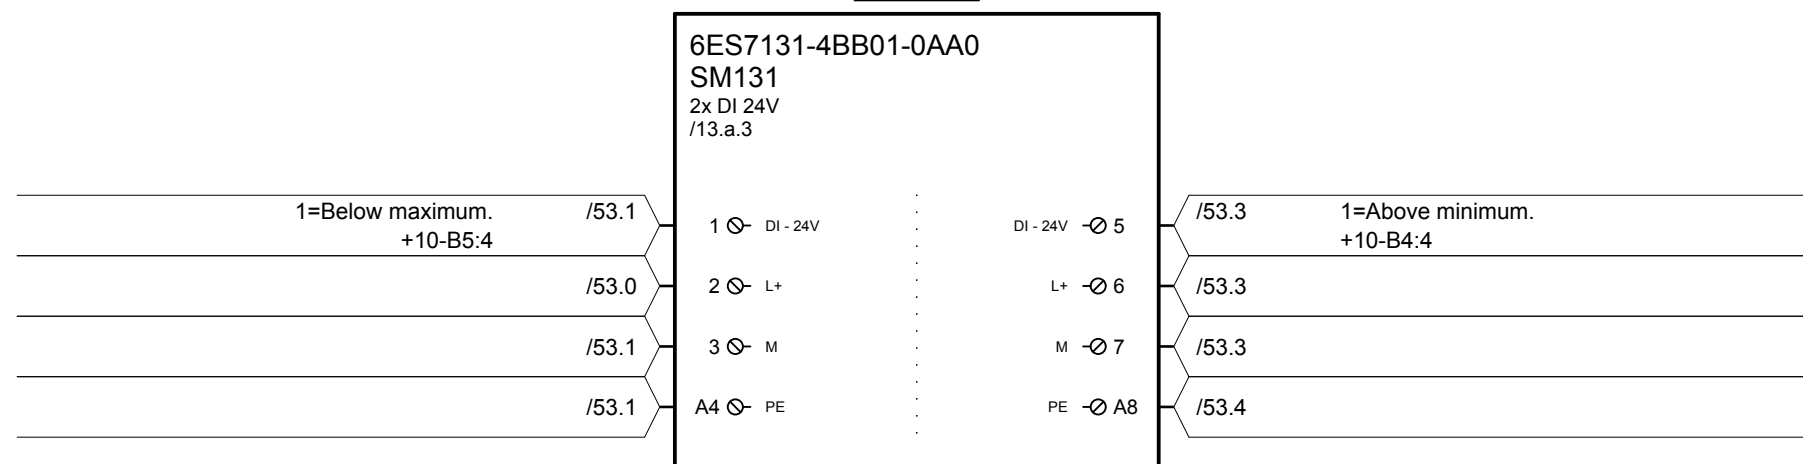 6ES7131-4BB01-0AA0
SM131
2x DI 24V
/13.a.3
1=Below maximum. /53.1 1 DI - 24V DI - 24V 5 /53.3 1=Above minimum.
+10-B5:4 +10-B4:4
/53.0 2 L+ L+ 6 /53.3
/53.1 3 M M 7 /53.3
/53.1 A4 PE PE A8 /53.4